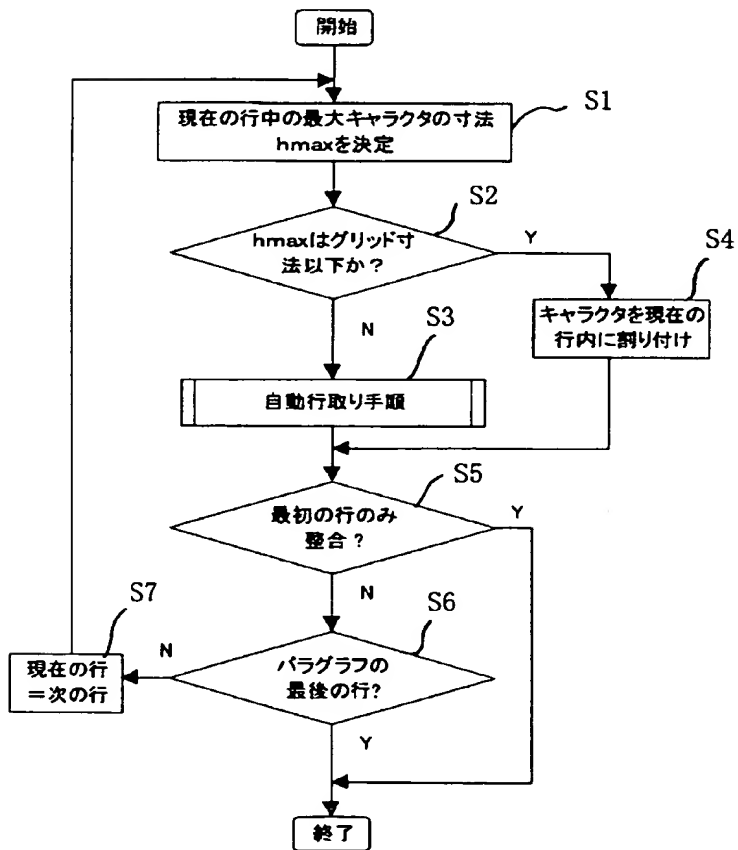 開始
S1
現在の行中の最大キャラクタの寸法
hmaxを決定
S2
hmaxはグリッド寸
法以下か？
Y
S4
キャラクタを現在の
行内に割り付け
N
S3
自動行取り手順
S5
最初の行のみ
整合？
Y
N
S6
S7
N
パラグラフの
最後の行?
現在の行
＝次の行
Y
終了